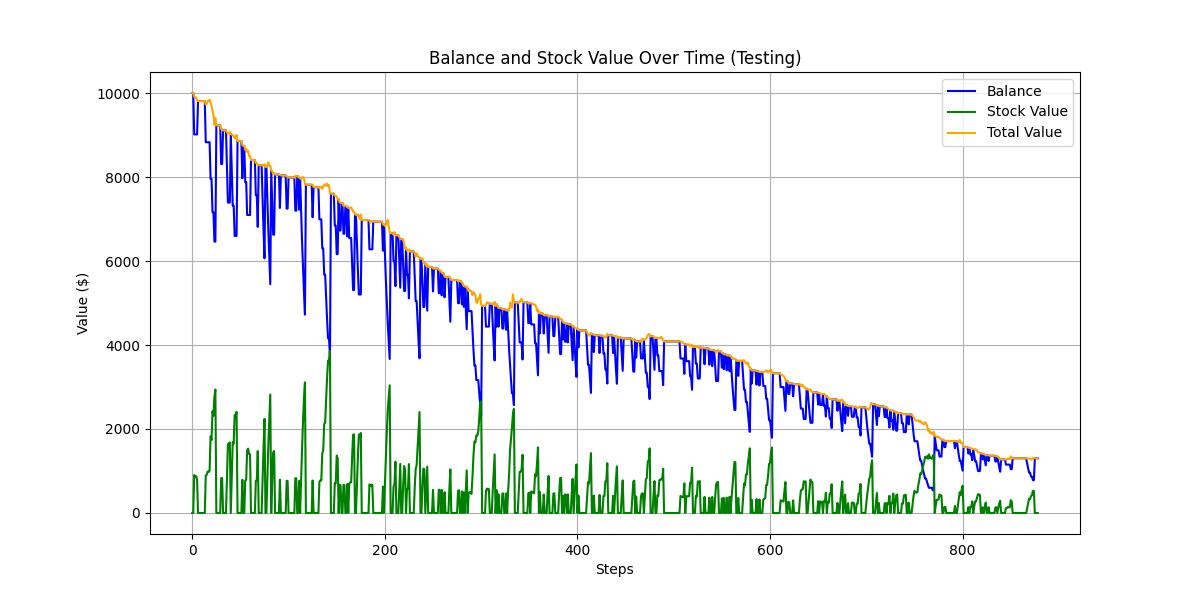 Balance and Stock Value Over Time (Testing)
Balance
Stock Value
Total Value
Value ($)
10000
8000
6000
4000
2000
0
0 200 400 600 800
Steps